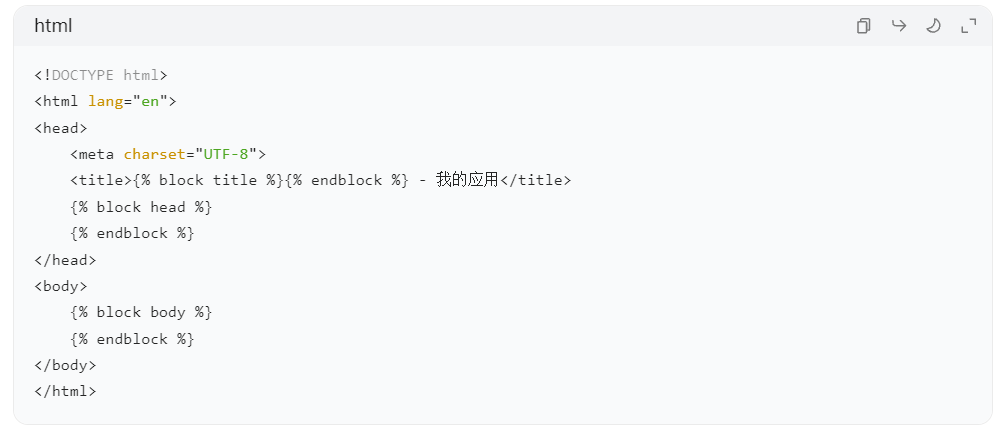 html
<!DOCTYPE html>
<html lang="en">
<head>
    <meta charset="UTF-8">
    <title>{% block title %}{% endblock %} - 我的应用</title>
    {% block head %}
    {% endblock %}
</head>
<body>
    {% block body %}
    {% endblock %}
</body>
</html>